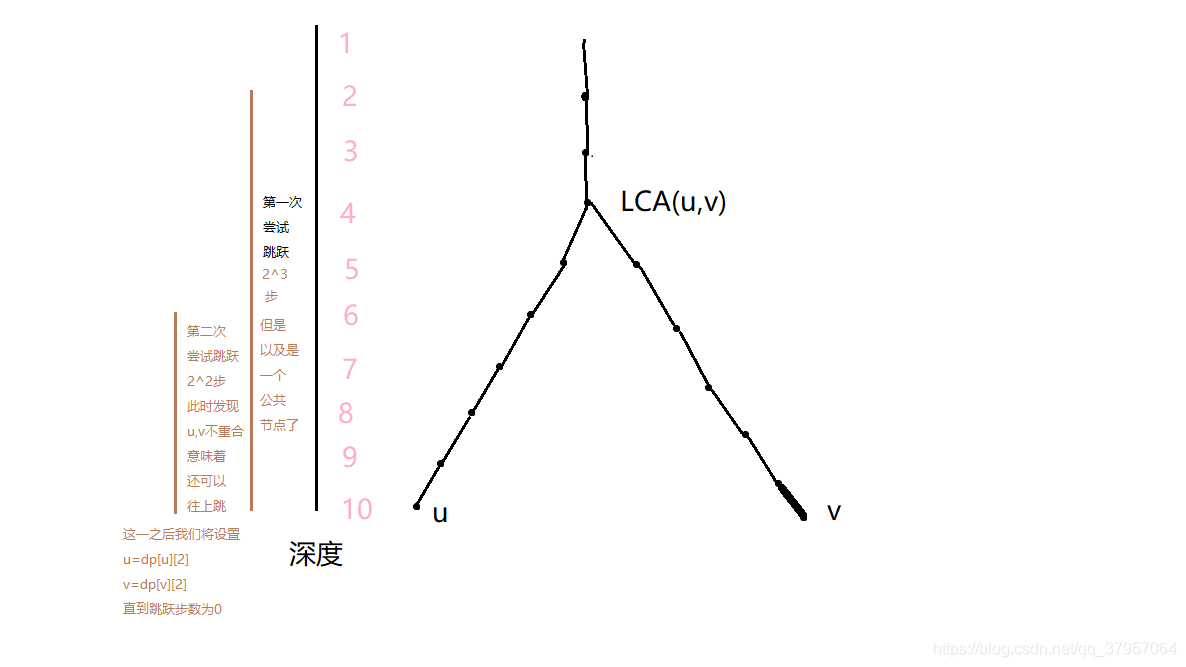 1
2
3
4
5
6
7
8
9
10
深度
第一次
尝试
跳跃
2^3
步
但是
以及是
一个
公共
节点了
第二次
尝试跳跃
2^2步
此时发现
u,v不重合
意味着
还可以
往上跳
这一之后我们将设置
u=dp[u][2]
v=dp[v][2]
直到跳跃步数为0
LCA(u,v)
u
v
https://blog.csdn.net/qq_37957064